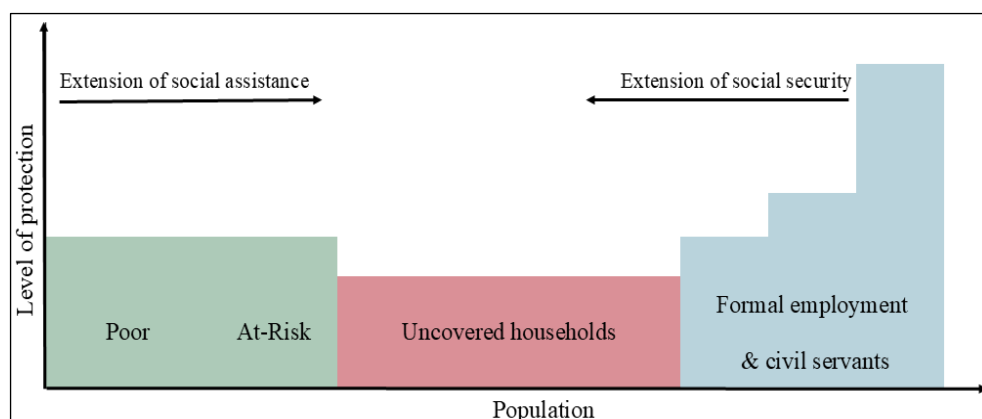 Level of protection
Extension of social assistance
Extension of social security
Poor
At-Risk
Uncovered households
Formal employment
& civil servants
Population